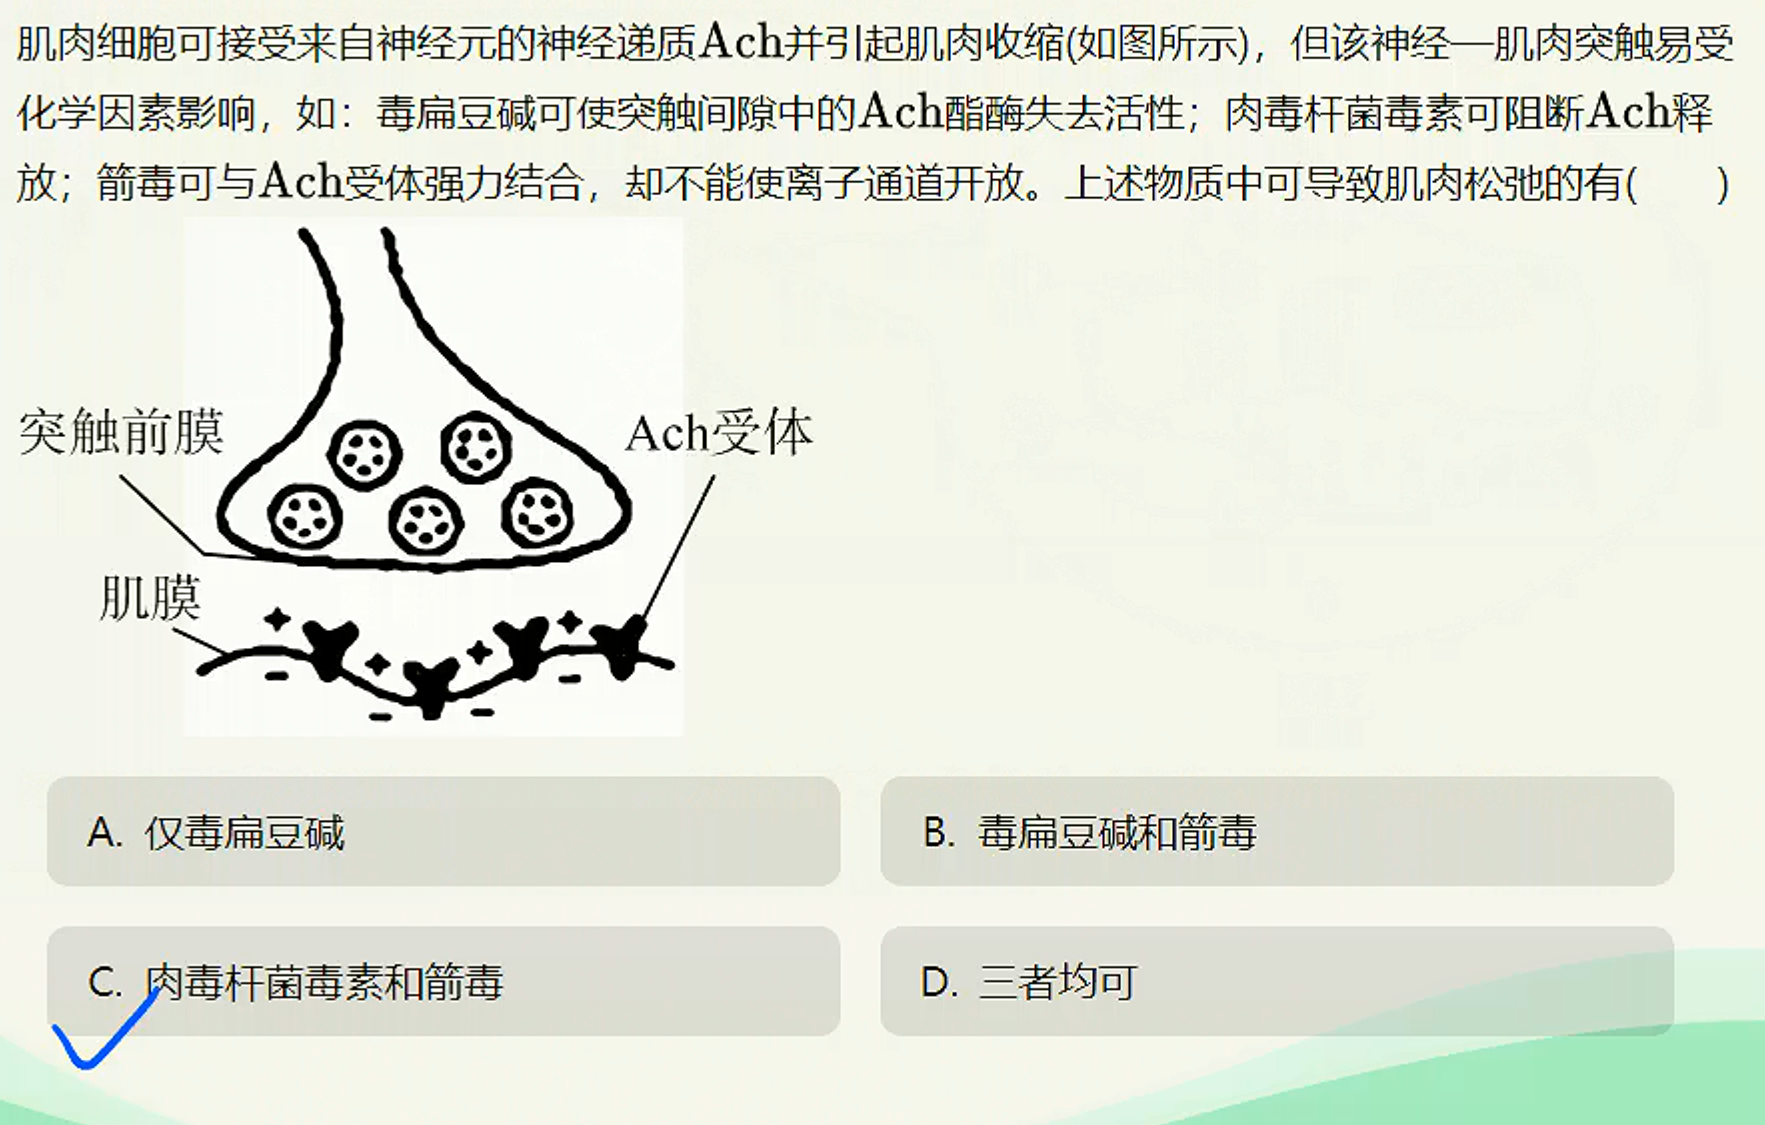 肌肉细胞可接受来自神经元的神经递质Ach并引起肌肉收缩(如图所示)，但该神经—肌肉突触易受
化学因素影响，如：毒扁豆碱可使突触间隙中的Ach酯酶失去活性；肉毒杆菌毒素可阻断Ach释
放；箭毒可与Ach受体强力结合，却不能使离子通道开放。上述物质中可导致肌肉松弛的有(　　)
突触前膜
Ach受体
肌膜
A. 仅毒扁豆碱
B. 毒扁豆碱和箭毒
C. 肉毒杆菌毒素和箭毒
D. 三者均可